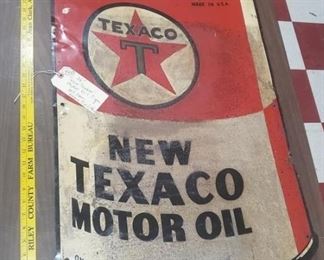 MADE IN U.S.A.
TEXACO
T
NEW
TEXACO
MOTOR OIL
RILEY COUNTY FARM BUREAU